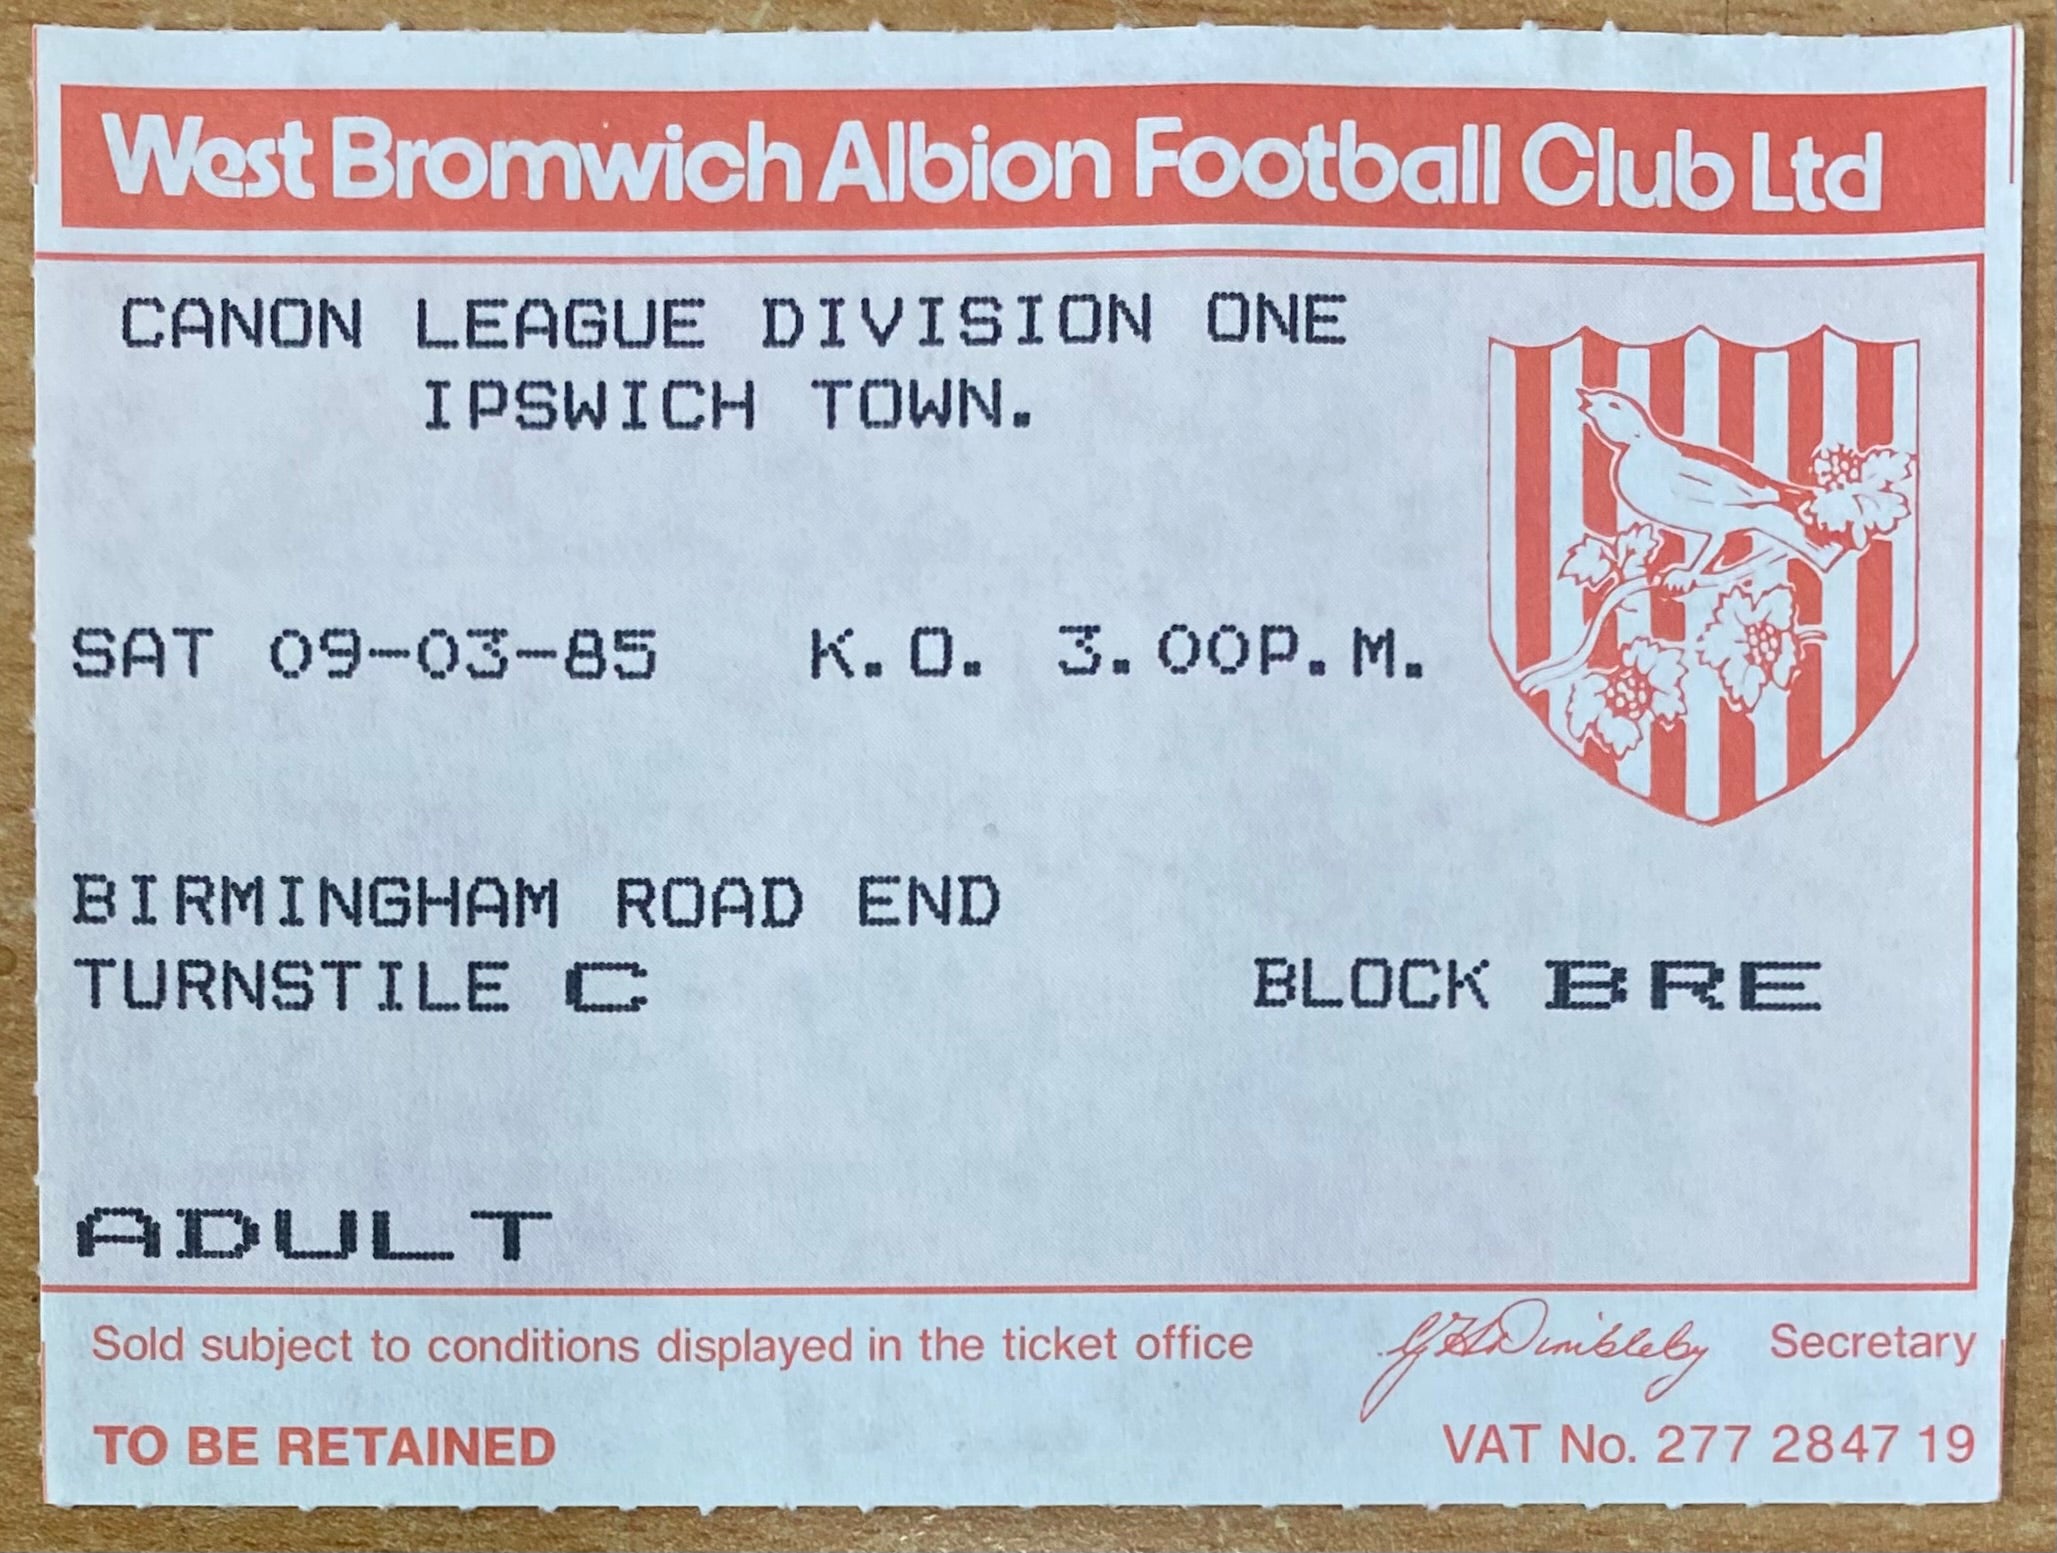 West Bromwich Albion Football Club Ltd
CANON LEAGUE DIVISION ONE
IPSWICH TOWN.
SAT 09-03-85 K.O. 3.00P.M.
BIRMINGHAM ROAD END
TURNSTILE C BLOCK BRE
ADULT
Sold subject to conditions displayed in the ticket office Dimbleby Secretary
TO BE RETAINED VAT No. 277 2847 19